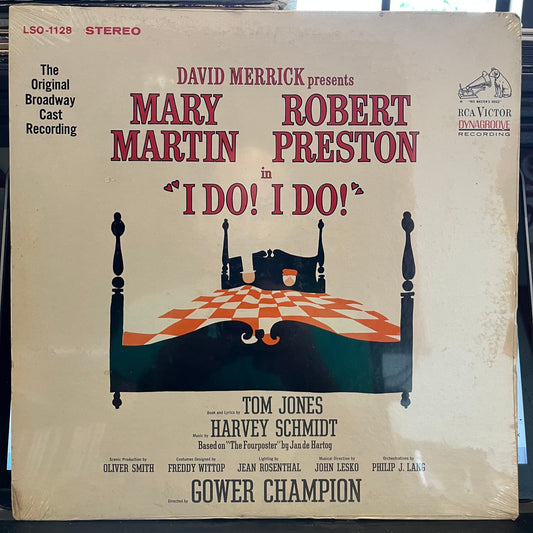 LSO-1128 STEREO
The
Original
Broadway
Cast
Recording
DAVID MERRICK presents
MARY ROBERT
MARTIN PRESTON
in
"I DO! I DO!"
"HIS MASTER'S VOICE"
RCA VICTOR
DYNAGROOVE
RECORDING
Book and Lyrics by TOM JONES
Music by HARVEY SCHMIDT
Based on "The Fourposter" by Jan de Hartog
Scenic Production by
OLIVER SMITH
Costumes Designed by
FREDDY WITTOP
Lighting by
JEAN ROSENTHAL
Musical Direction by
JOHN LESKO
Orchestrations by
PHILIP J. LANG
Directed by GOWER CHAMPION